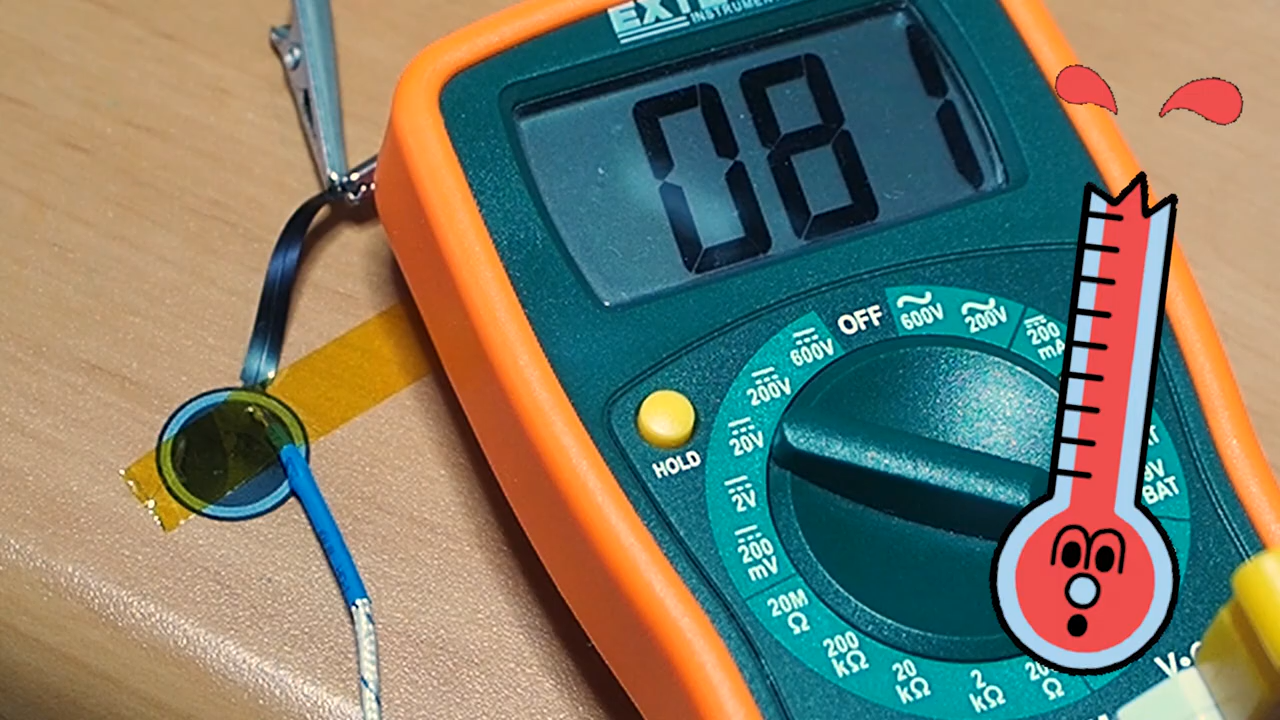 EXTE
INSTRUMEN
081
OFF
600V
200V
200
mA
600V
200V
20V
2V
200
mV
20M
Ω
200
kΩ
20
kΩ
2
kΩ
9V
BAT
HOLD